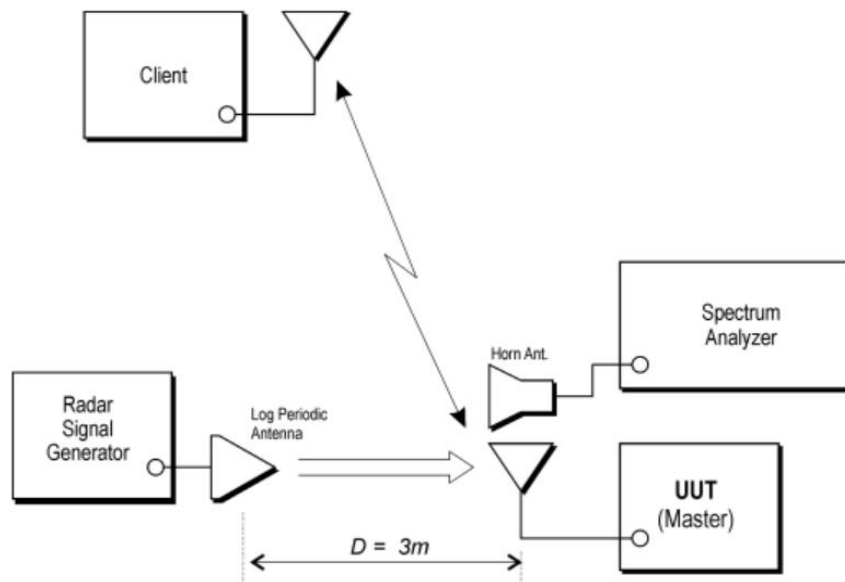 Client
Spectrum
Analyzer
Horn Ant.
Radar
Signal
Generator
Log Periodic
Antenna
UUT
(Master)
D = 3m